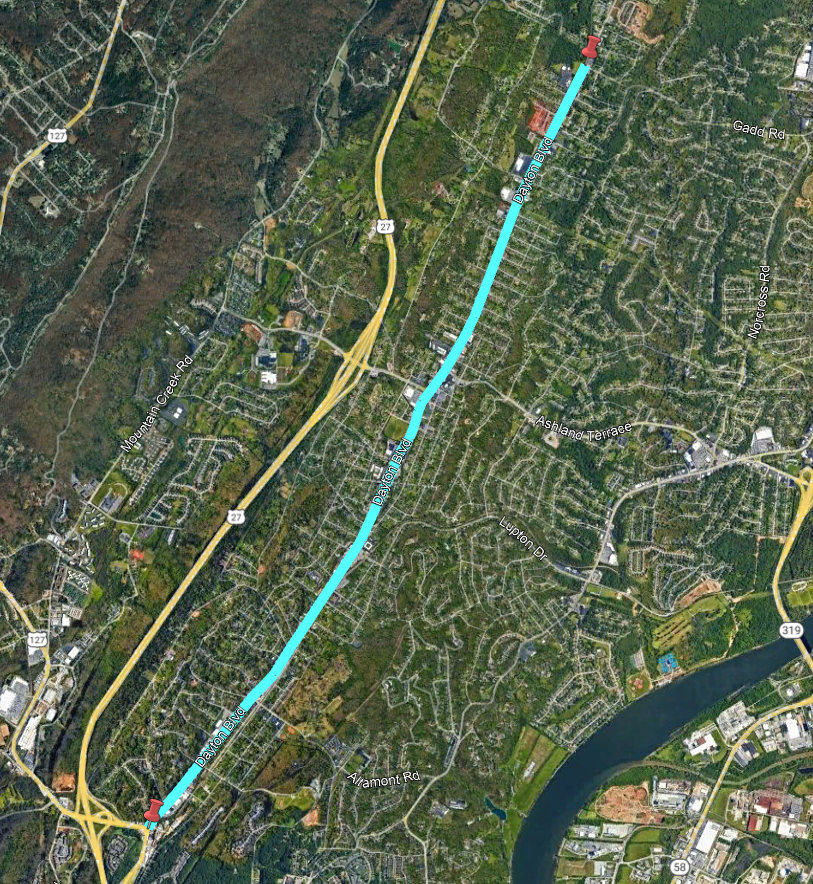 127
Gadd Rd
Dayton Blvd
27
Norcross Rd
Mountain Creek Rd
Ashland Terrace
Dayton Blvd
27
Lupton Dr
127
319
Dayton Blvd
Altamont Rd
58